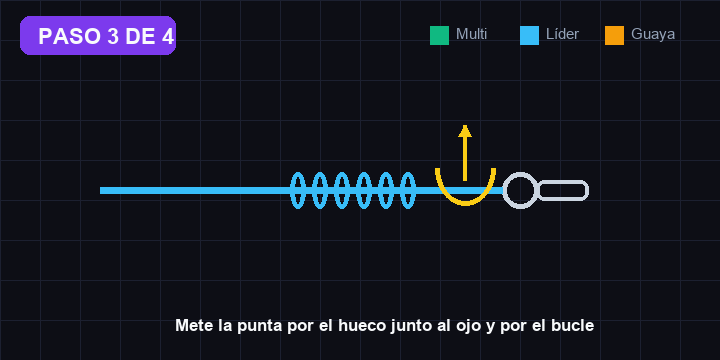 PASO 3 DE 4
Multi
Líder
Guaya
Mete la punta por el hueco junto al ojo y por el bucle